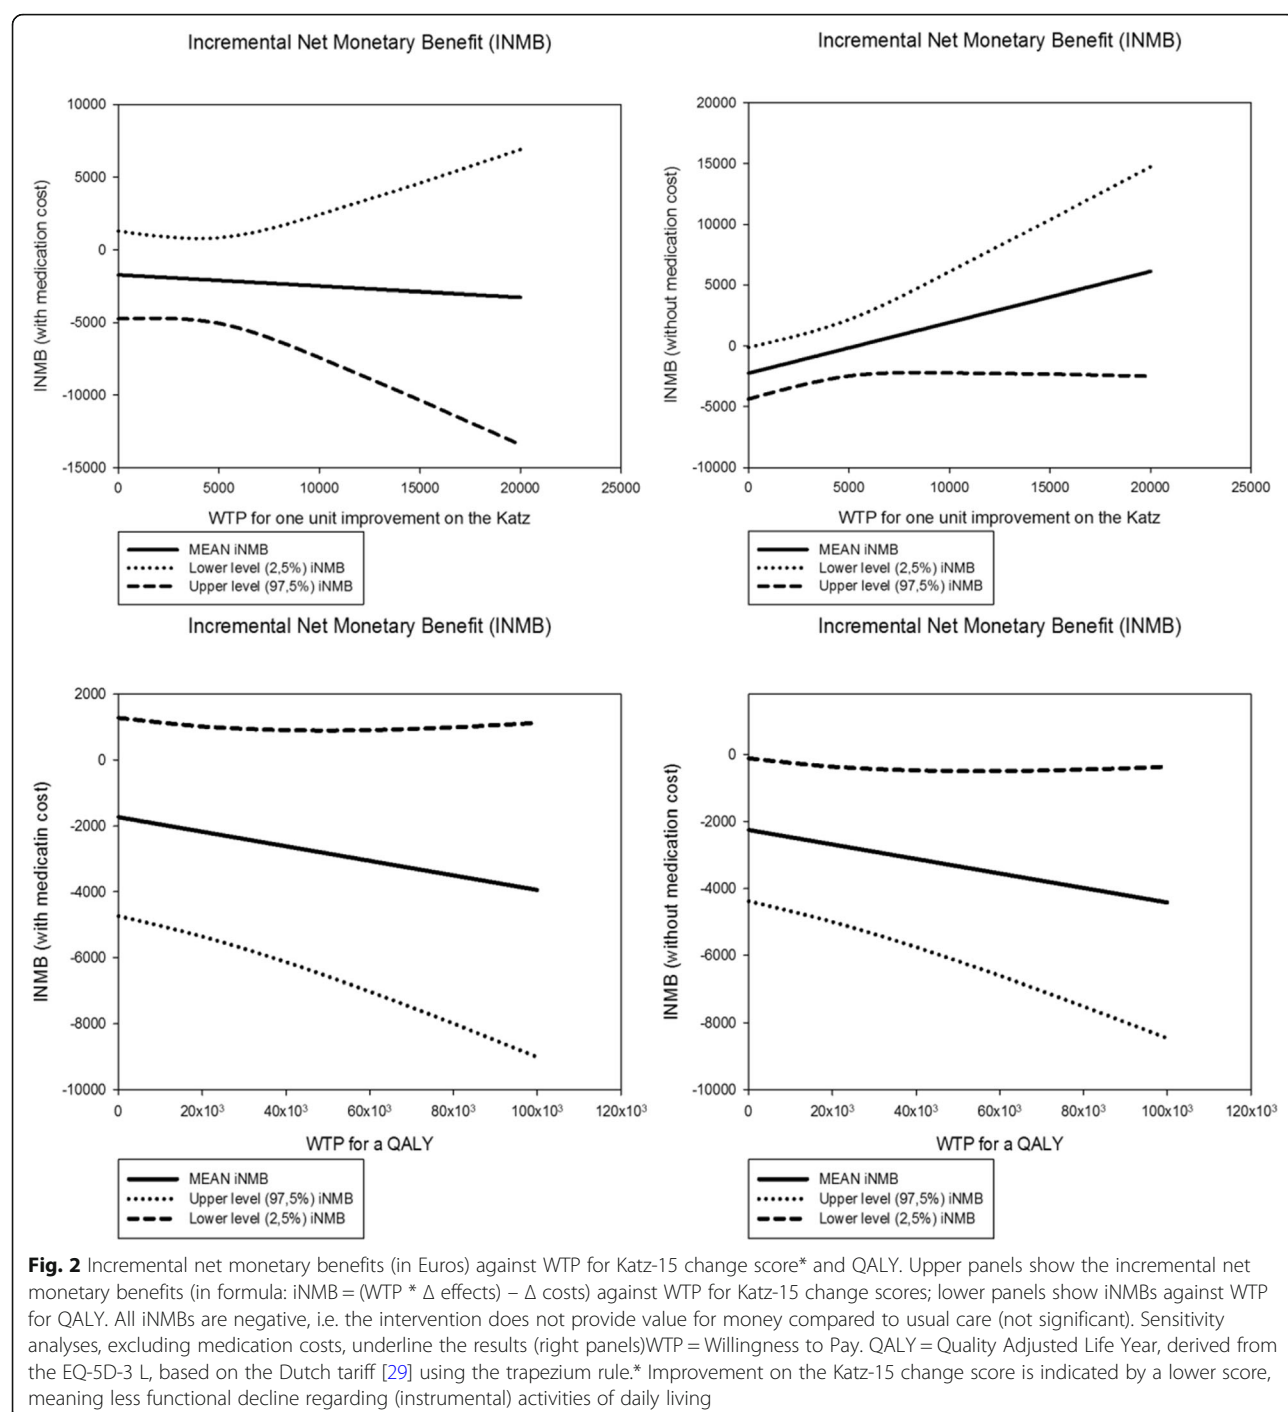 Incremental Net Monetary Benefit (INMB)
INMB (with medication cost)
10000
5000
0
-5000
-10000
-15000
0 5000 10000 15000 20000 25000
WTP for one unit improvement on the Katz
MEAN iNMB
Lower level (2,5%) iNMB
Upper level (97,5%) iNMB
Incremental Net Monetary Benefit (INMB)
INMB (without medication cost)
20000
15000
10000
5000
0
-5000
-10000
0 5000 10000 15000 20000 25000
WTP for one unit improvement on the Katz
MEAN iNMB
Lower level (2,5%) iNMB
Upper level (97,5%) iNMB
Incremental Net Monetary Benefit (INMB)
INMB (with medicatin cost)
2000
0
-2000
-4000
-6000
-8000
-10000
0 20x10³ 40x10³ 60x10³ 80x10³ 100x10³ 120x10³
WTP for a QALY
MEAN iNMB
Upper level (97,5%) iNMB
Lower level (2,5%) iNMB
Incremental Net Monetary Benefit (INMB)
INMB (without medication cost)
0
-2000
-4000
-6000
-8000
-10000
0 20x10³ 40x10³ 60x10³ 80x10³ 100x10³ 120x10³
WTP for a QALY
MEAN iNMB
Upper level (97,5%) iNMB
Lower level (2,5%) iNMB
Fig. 2 Incremental net monetary benefits (in Euros) against WTP for Katz-15 change score* and QALY. Upper panels show the incremental net
monetary benefits (in formula: iNMB = (WTP * Δ effects) – Δ costs) against WTP for Katz-15 change scores; lower panels show iNMBs against WTP
for QALY. All iNMBs are negative, i.e. the intervention does not provide value for money compared to usual care (not significant). Sensitivity
analyses, excluding medication costs, underline the results (right panels)WTP = Willingness to Pay. QALY = Quality Adjusted Life Year, derived from
the EQ-5D-3 L, based on the Dutch tariff [29] using the trapezium rule.* Improvement on the Katz-15 change score is indicated by a lower score,
meaning less functional decline regarding (instrumental) activities of daily living